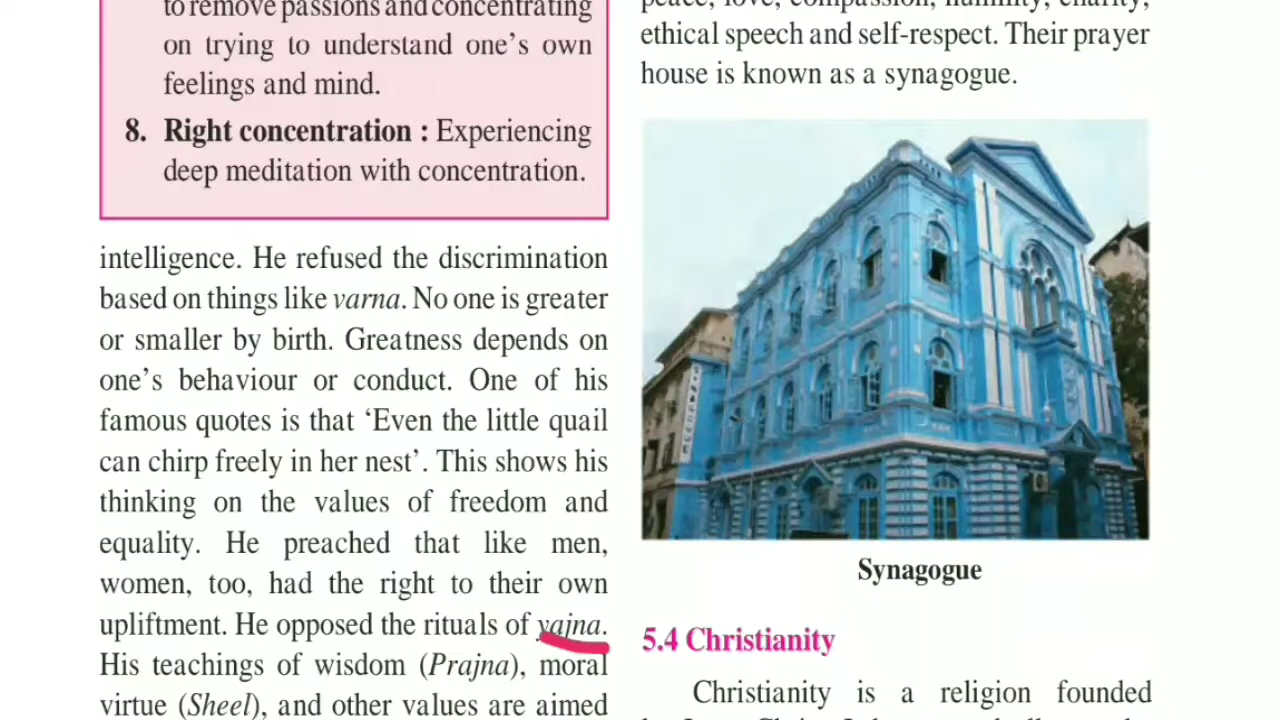 to remove passions and concentrating
on trying to understand one’s own
feelings and mind.
8. Right concentration : Experiencing
deep meditation with concentration.
intelligence. He refused the discrimination
based on things like varna. No one is greater
or smaller by birth. Greatness depends on
one’s behaviour or conduct. One of his
famous quotes is that ‘Even the little quail
can chirp freely in her nest’. This shows his
thinking on the values of freedom and
equality. He preached that like men,
women, too, had the right to their own
upliftment. He opposed the rituals of yajna.
His teachings of wisdom (Prajna), moral
virtue (Sheel), and other values are aimed
peace, love, compassion, humility, charity,
ethical speech and self-respect. Their prayer
house is known as a synagogue.
SYNAGOGUE
Synagogue
5.4 Christianity
Christianity is a religion founded